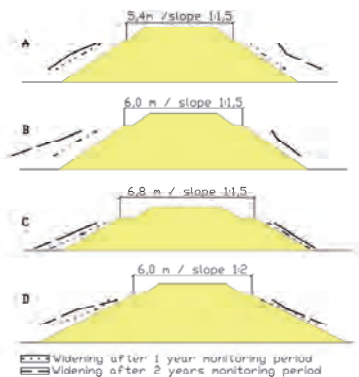 5,4m /slope 1:1,5
A
6,0 m / slope 1:1,5
B
6,8 m / slope 1:1,5
C
6,0 m / slope 1:2
D
Widening after 1 year monitoring period
Widening after 2 years monitoring period